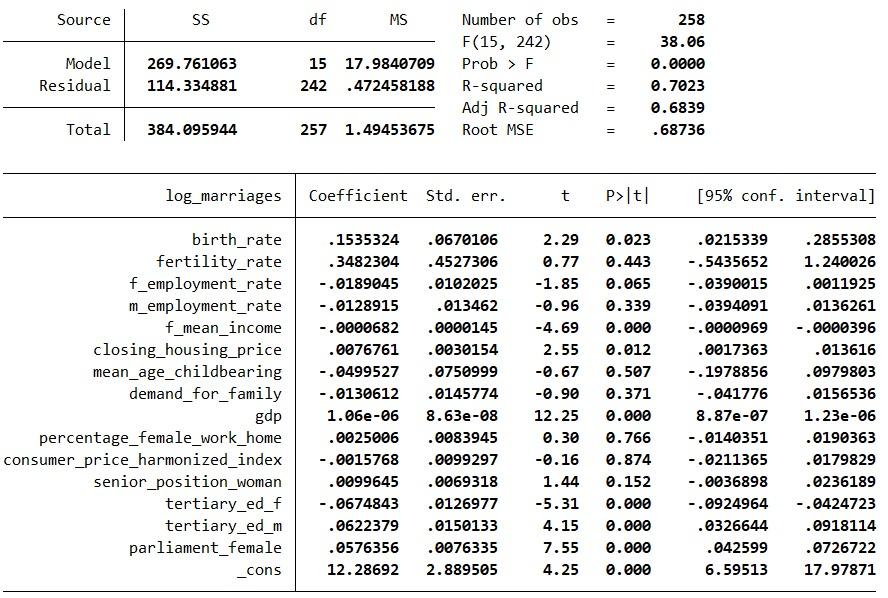 Source SS df MS Number of obs = 258
F(15, 242) = 38.06
Model 269.761063 15 17.9840709 Prob > F = 0.0000
Residual 114.334881 242 .472458188 R-squared = 0.7023
Adj R-squared = 0.6839
Total 384.095944 257 1.49453675 Root MSE = .68736
log_marriages Coefficient Std. err. t P>|t| [95% conf. interval]
birth_rate .1535324 .0670106 2.29 0.023 .0215339 .2855308
fertility_rate .3482304 .4527306 0.77 0.443 -.5435652 1.240026
f_employment_rate -.0189045 .0102025 -1.85 0.065 -.0390015 .0011925
m_employment_rate -.0128915 .013462 -0.96 0.339 -.0394091 .0136261
f_mean_income -.0000682 .0000145 -4.69 0.000 -.0000969 -.0000396
closing_housing_price .0076761 .0030154 2.55 0.012 .0017363 .013616
mean_age_childbearing -.0499527 .0750999 -0.67 0.507 -.1978856 .0979803
demand_for_family -.0130612 .0145774 -0.90 0.371 -.041776 .0156536
gdp 1.06e-06 8.63e-08 12.25 0.000 8.87e-07 1.23e-06
percentage_female_work_home .0025006 .0083945 0.30 0.766 -.0140351 .0190363
consumer_price_harmonized_index -.0015768 .0099297 -0.16 0.874 -.0211365 .0179829
senior_position_woman .0099645 .0069318 1.44 0.152 -.0036898 .0236189
tertiary_ed_f -.0674843 .0126977 -5.31 0.000 -.0924964 -.0424723
tertiary_ed_m .0622379 .0150133 4.15 0.000 .0326644 .0918114
parliament_female .0576356 .0076335 7.55 0.000 .042599 .0726722
_cons 12.28692 2.889505 4.25 0.000 6.59513 17.97871